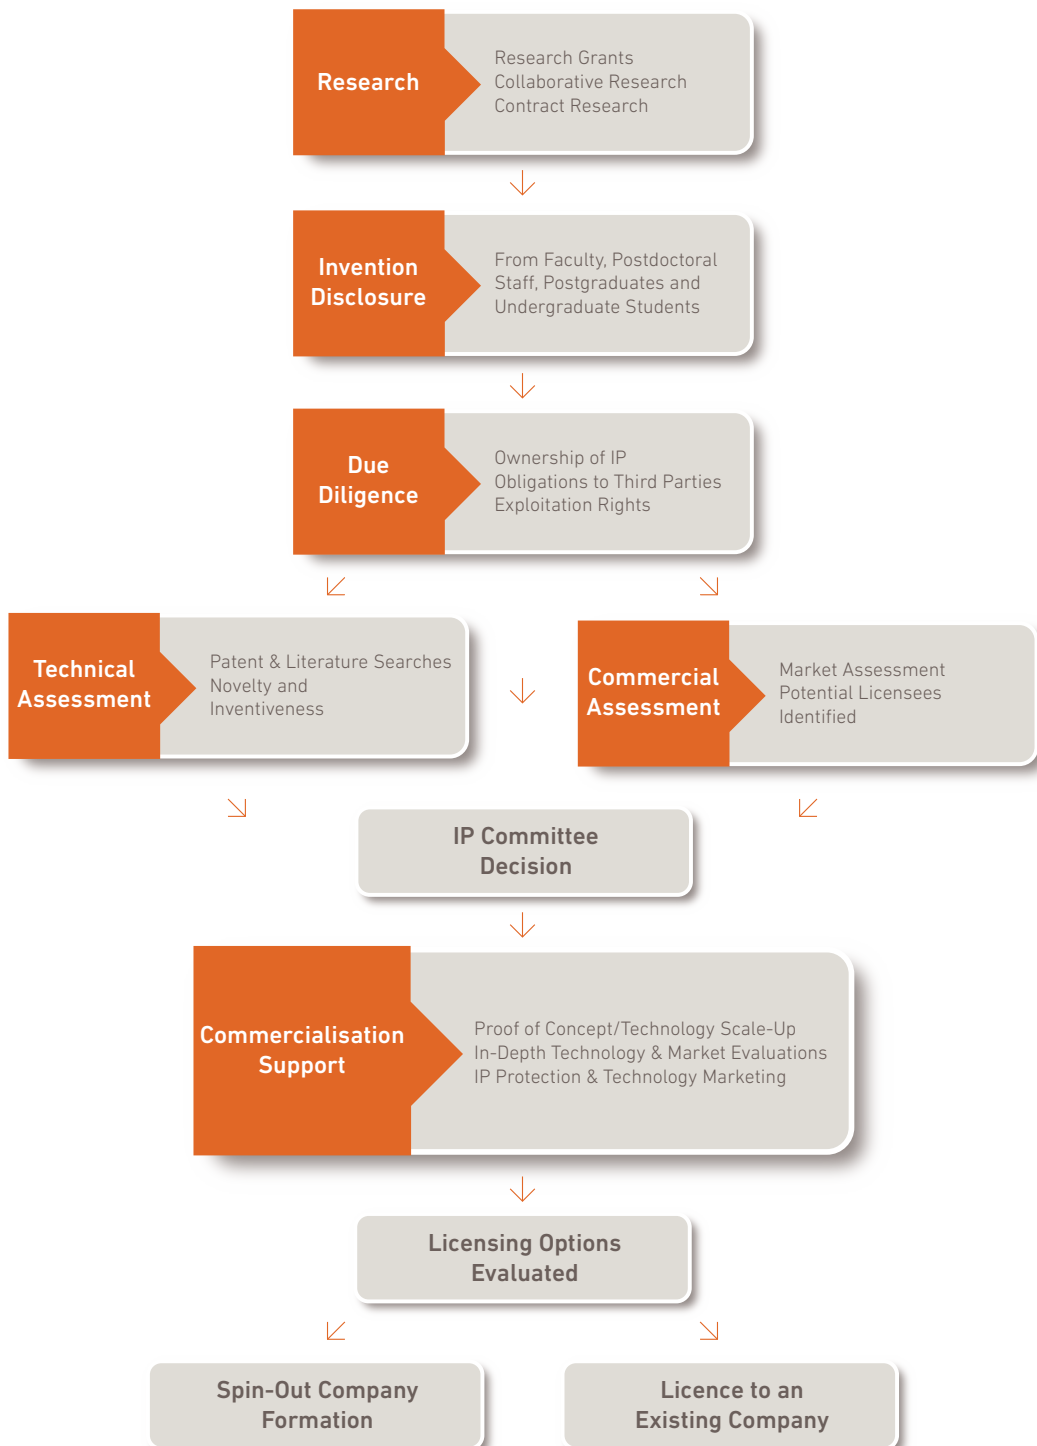 Research
Research Grants
Collaborative Research
Contract Research
Invention
Disclosure
From Faculty, Postdoctoral
Staff, Postgraduates and
Undergraduate Students
Due
Diligence
Ownership of IP
Obligations to Third Parties
Exploitation Rights
Technical
Assessment
Patent & Literature Searches
Novelty and
Inventiveness
Commercial
Assessment
Market Assessment
Potential Licensees
Identified
IP Committee
Decision
Commercialisation
Support
Proof of Concept/Technology Scale-Up
In-Depth Technology & Market Evaluations
IP Protection & Technology Marketing
Licensing Options
Evaluated
Spin-Out Company
Formation
Licence to an
Existing Company